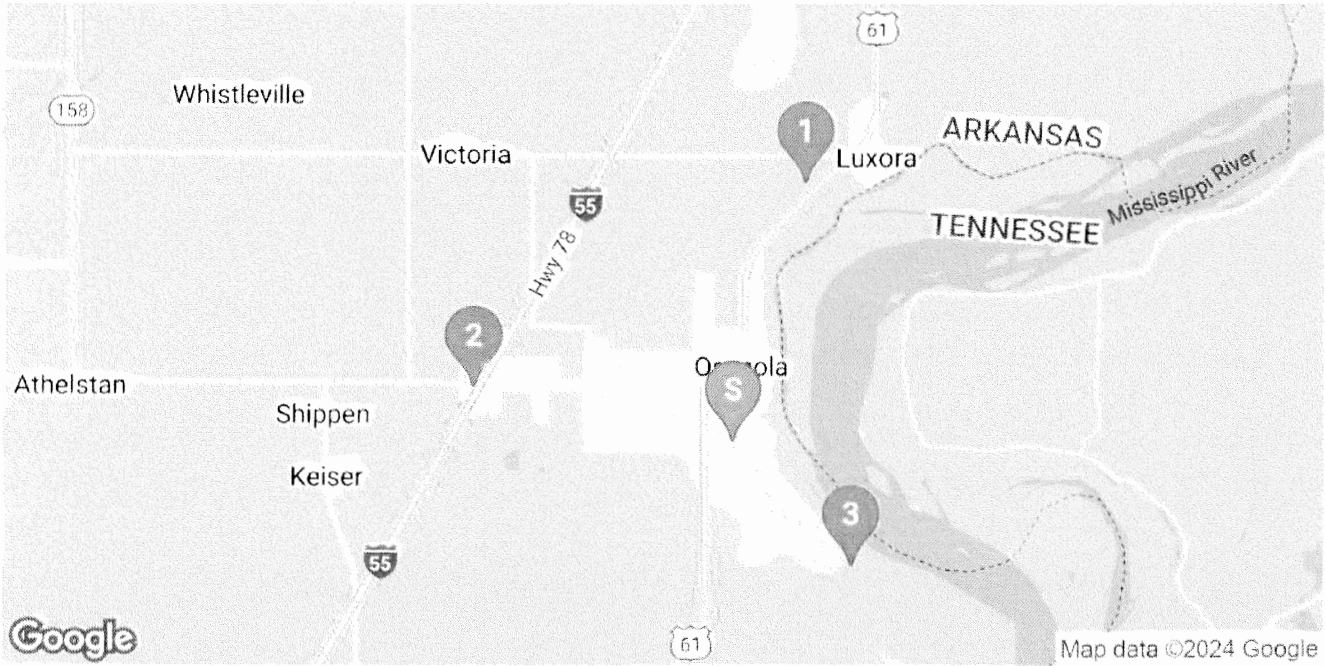 61
Whistleville
158
1
ARKANSAS
Victoria
Luxora
Mississippi River
55
TENNESSEE
Hwy 78
2
Athelstan
S
Shippen
Keiser
3
55
Google
61
Map data ©2024 Google